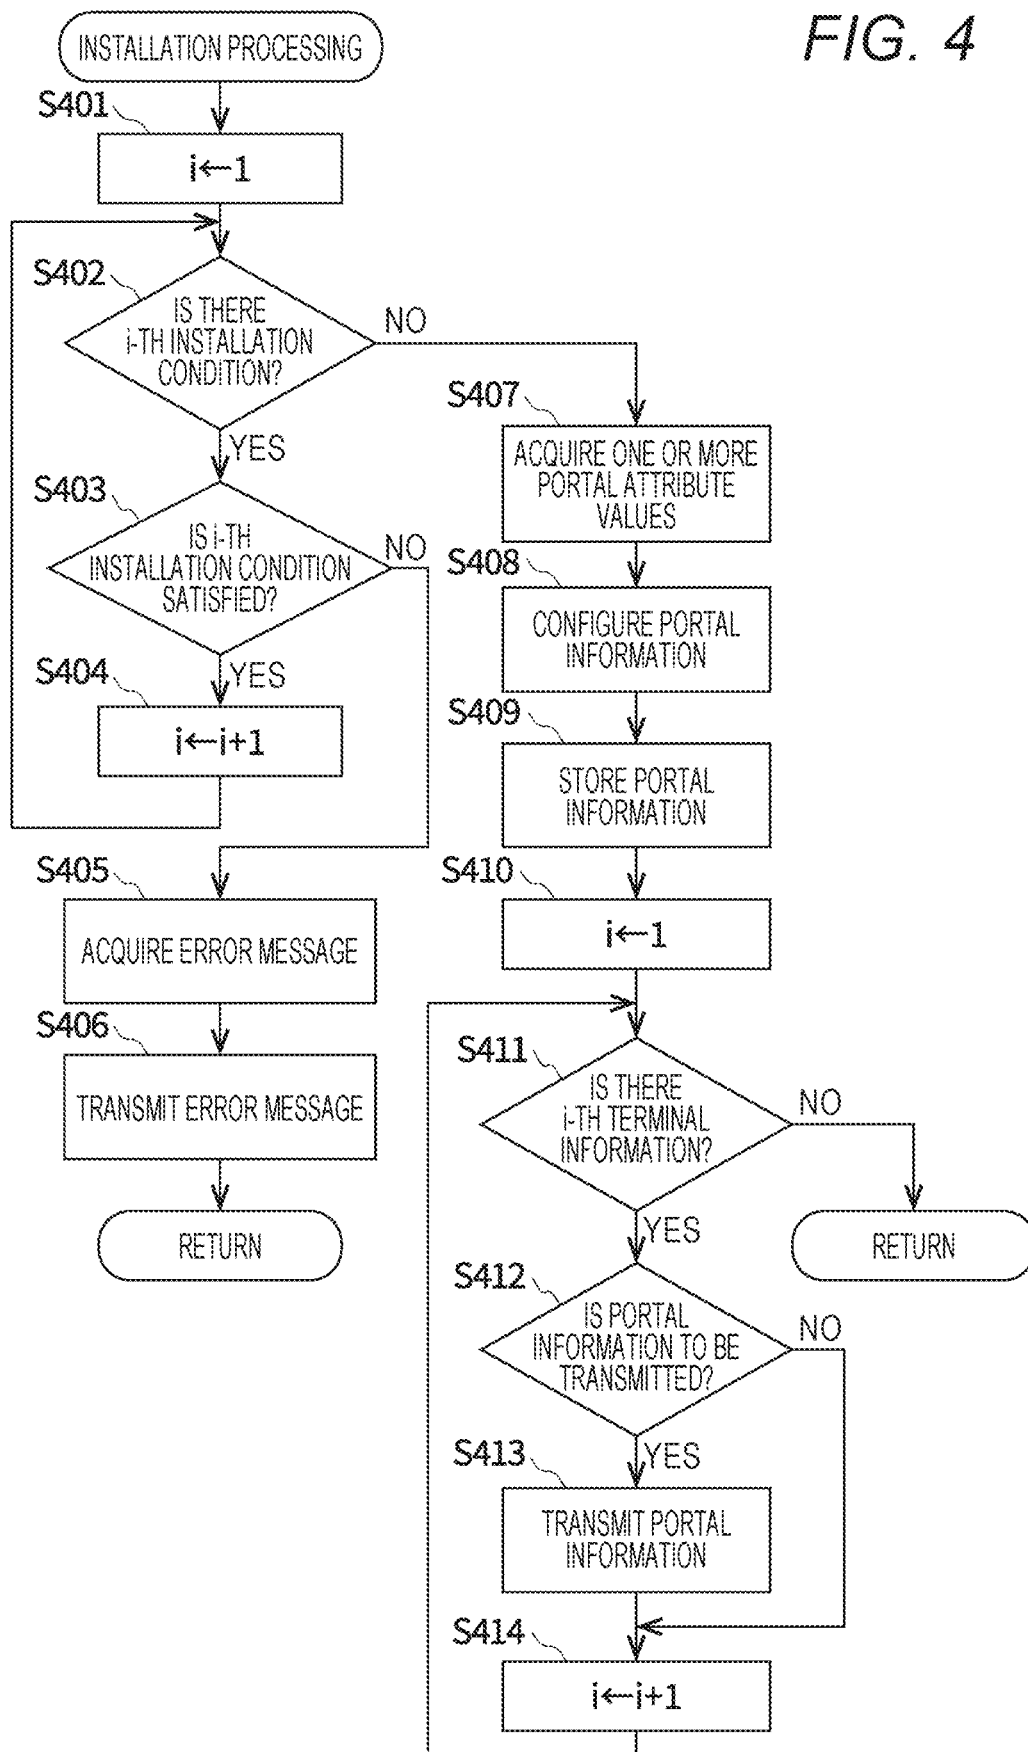 FIG. 4
INSTALLATION PROCESSING
S401
i←1
S402
IS THERE
i-TH INSTALLATION
CONDITION?
NO
YES
S403
IS i-TH
INSTALLATION CONDITION
SATISFIED?
NO
YES
S404
i←i+1
S405
ACQUIRE ERROR MESSAGE
S406
TRANSMIT ERROR MESSAGE
RETURN
S407
ACQUIRE ONE OR MORE
PORTAL ATTRIBUTE
VALUES
S408
CONFIGURE PORTAL
INFORMATION
S409
STORE PORTAL
INFORMATION
S410
i←1
S411
IS THERE
i-TH TERMINAL
INFORMATION?
NO
YES
RETURN
S412
IS PORTAL
INFORMATION TO BE
TRANSMITTED?
NO
YES
S413
TRANSMIT PORTAL
INFORMATION
S414
i←i+1